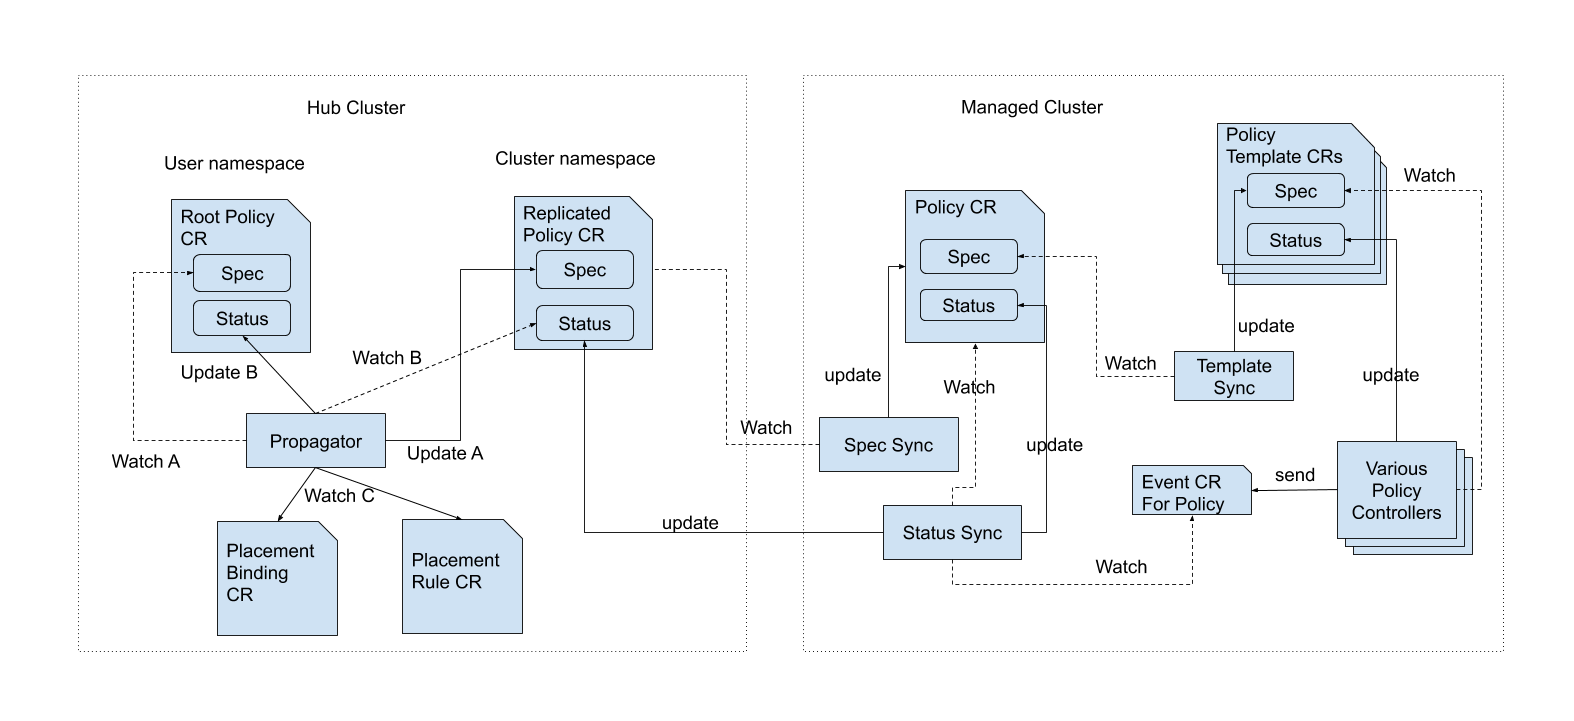 Hub Cluster
User namespace
Cluster namespace
Root Policy
CR
Spec
Status
Replicated
Policy CR
Spec
Status
Watch B
Update B
Propagator
Watch A
Update A
Watch C
Placement
Binding
CR
Placement
Rule CR
Watch
update
Managed Cluster
Policy CR
Spec
Status
Policy
Template CRs
Spec
Status
Watch
update
Template
Sync
Watch
update
Watch
update
Spec Sync
update
Status Sync
Event CR
For Policy
send
Various
Policy
Controllers
Watch